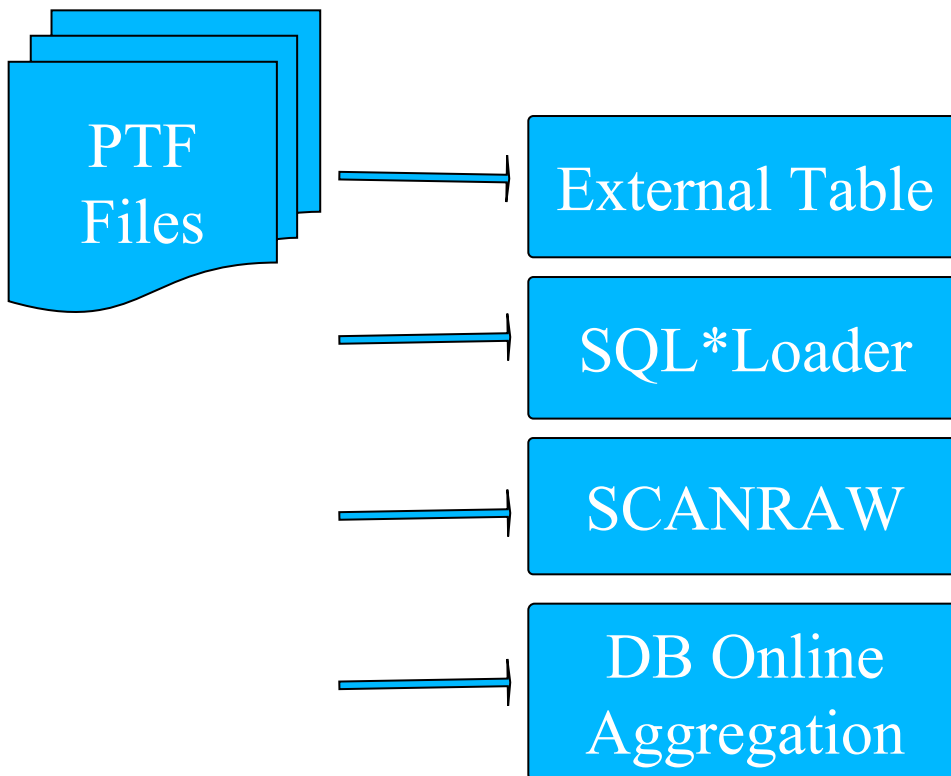 PTF
Files
External Table
SQL*Loader
SCANRAW
DB Online
Aggregation